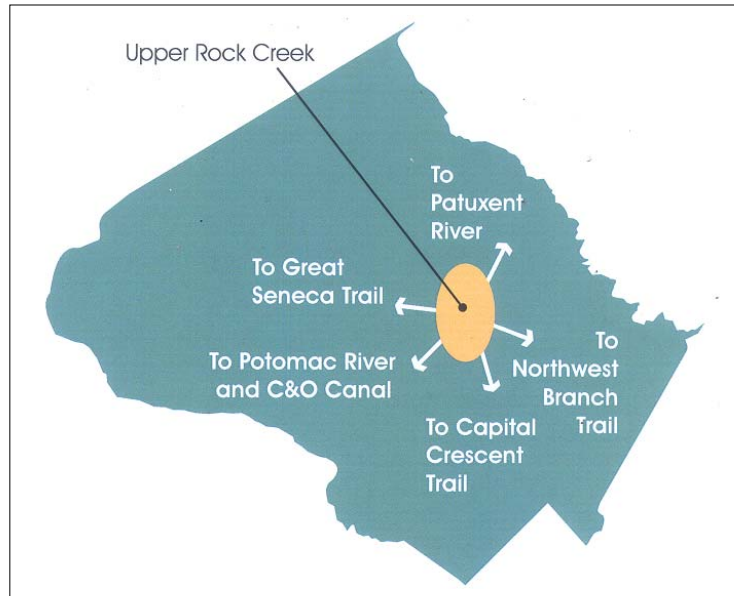 Upper Rock Creek
To
Patuxent
River
To Great
Seneca Trail
To Potomac River
and C&O Canal
To
Northwest
Branch
Trail
To Capital
Crescent
Trail